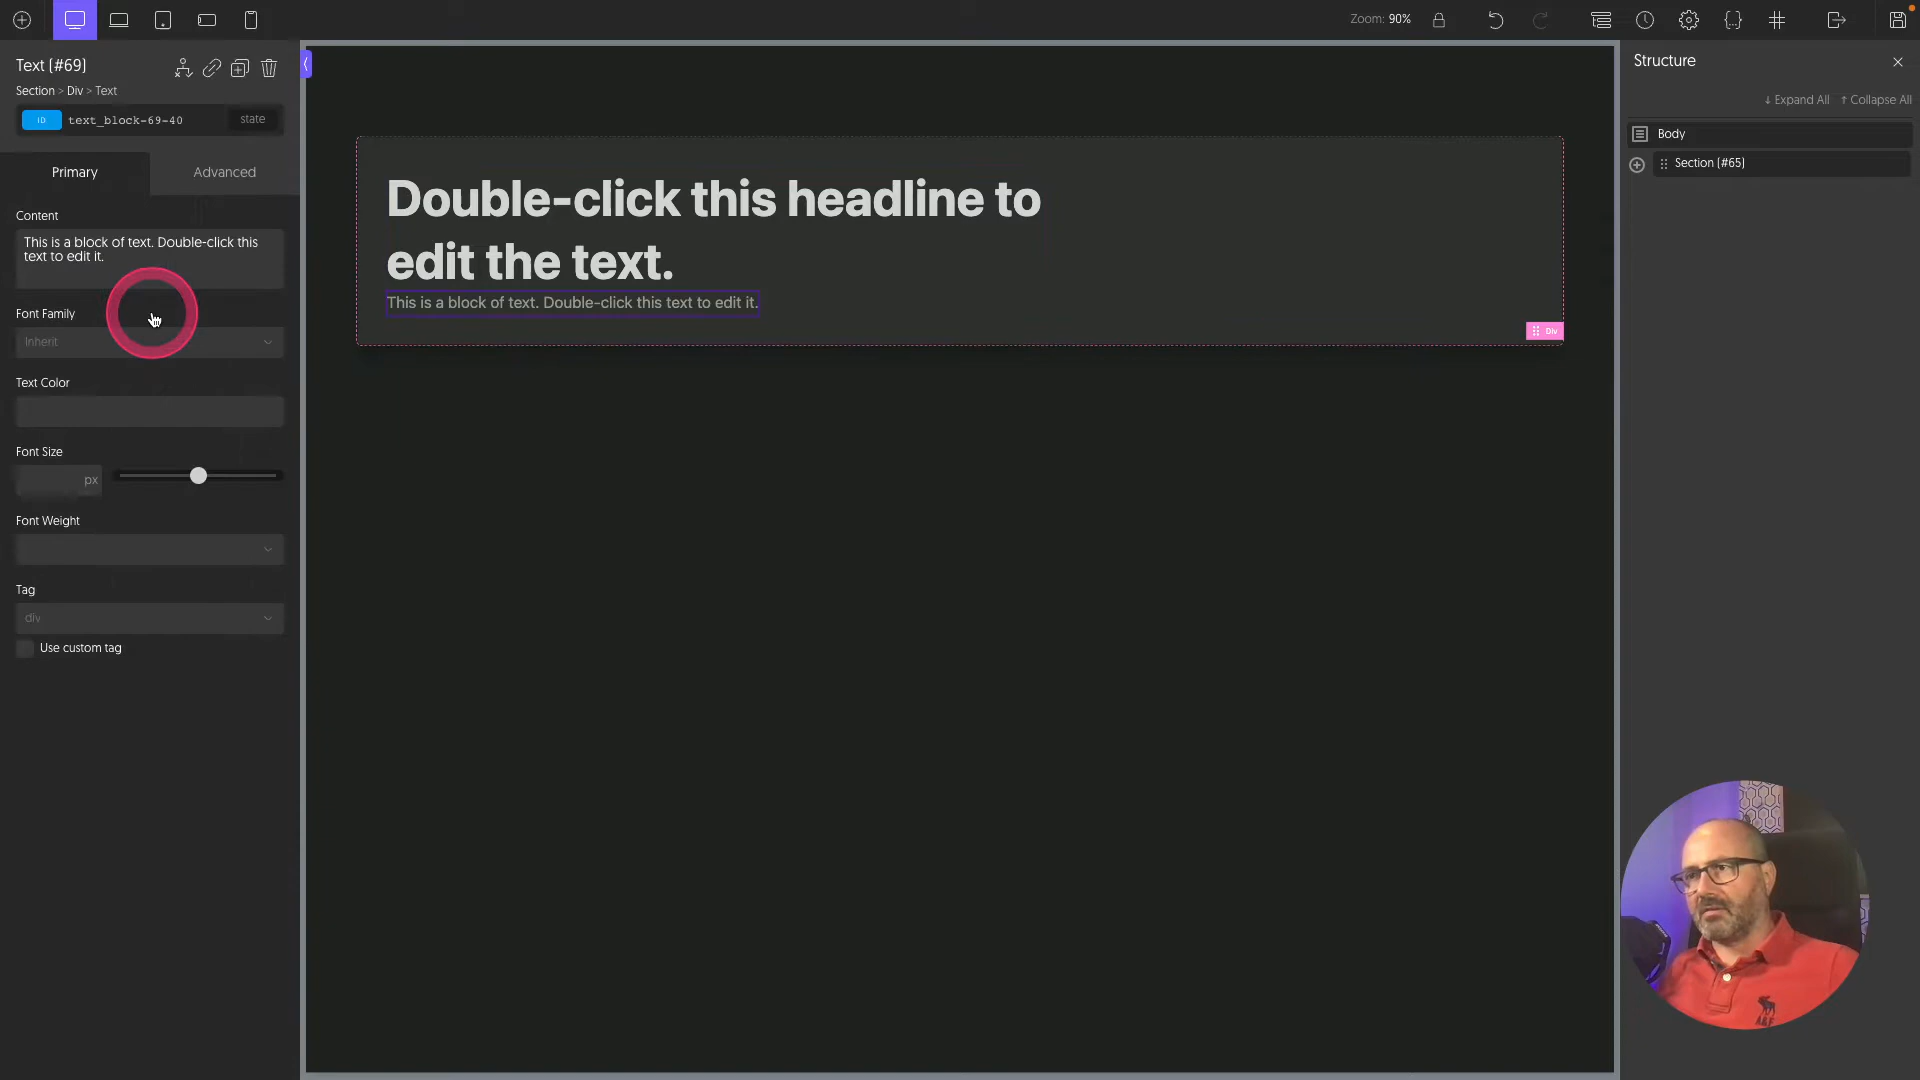 Zoom: 90%
Text (#69)
Section > Div > Text
ID text_block-69-40 state
Primary Advanced
Content
This is a block of text. Double-click this
text to edit it.
Font Family
Inherit
Text Color
Font Size
px
Font Weight
Tag
div
Use custom tag
Double-click this headline to
edit the text.
This is a block of text. Double-click this text to edit it.
Div
Structure
↓ Expand All ↑ Collapse All
Body
Section (#65)